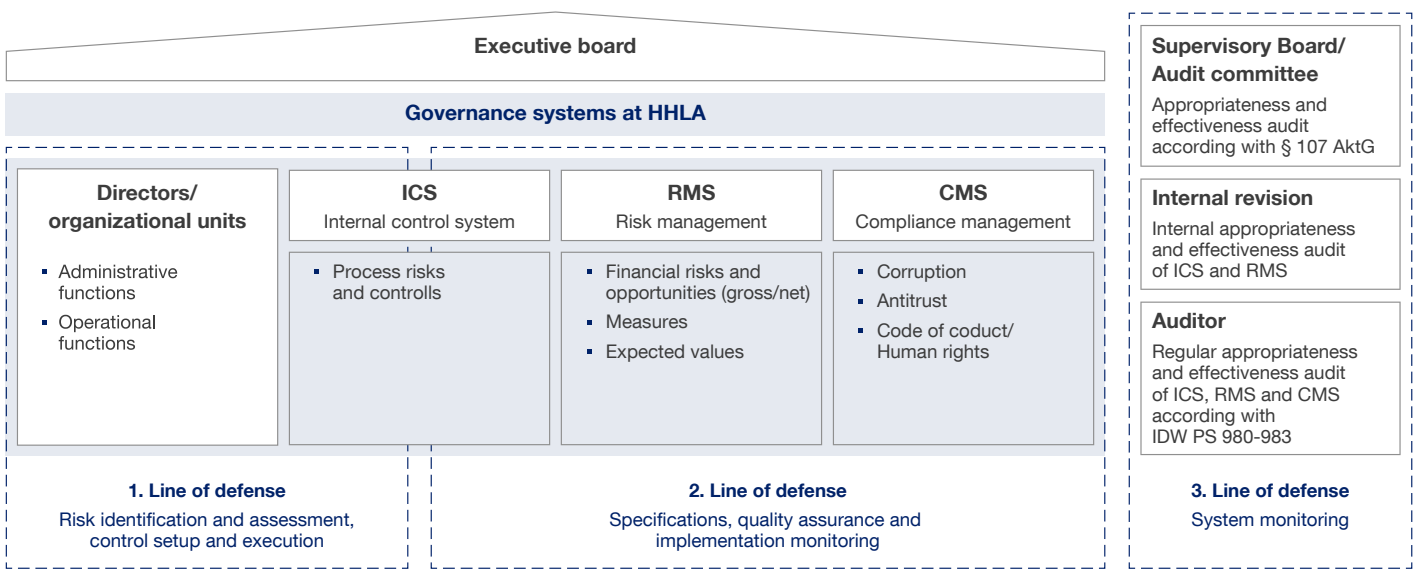 Executive board
Governance systems at HHLA
Directors/
organizational units
▪ Administrative
functions
▪ Operational
functions
ICS
Internal control system
▪ Process risks
and controlls
RMS
Risk management
▪ Financial risks and
opportunities (gross/net)
▪ Measures
▪ Expected values
CMS
Compliance management
▪ Corruption
▪ Antitrust
▪ Code of coduct/
Human rights
1. Line of defense
Risk identification and assessment,
control setup and execution
2. Line of defense
Specifications, quality assurance and
implementation monitoring
Supervisory Board/
Audit committee
Appropriateness and
effectiveness audit
according with § 107 AktG
Internal revision
Internal appropriateness
and effectiveness audit
of ICS and RMS
Auditor
Regular appropriateness
and effectiveness audit
of ICS, RMS and CMS
according with
IDW PS 980-983
3. Line of defense
System monitoring